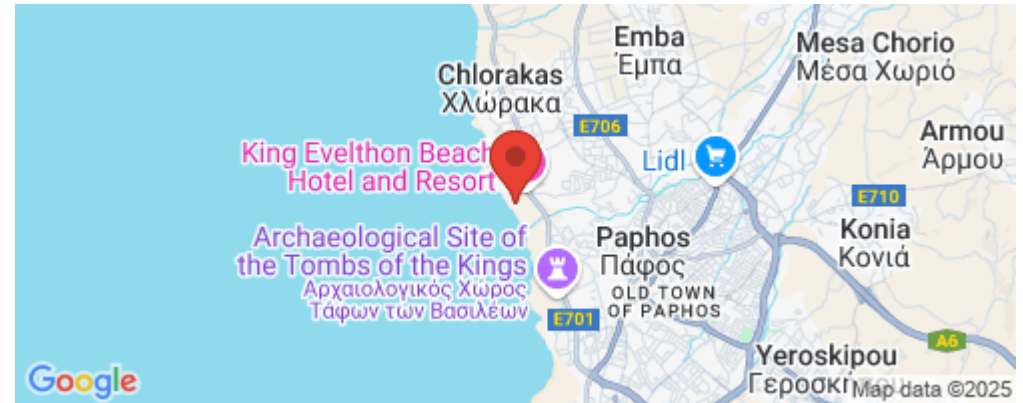 Emba
Έμπα
Mesa Chorio
Μέσα Χωριό
Chlorakas
Χλώρακα
E706
Armou
Άρμου
King Evelthon Beach
Hotel and Resort
Lidl
E710
Konia
Κονιά
Archaeological Site of
the Tombs of the Kings
Αρχαιολογικός Χώρος
Τάφων των Βασιλέων
Paphos
Πάφος
OLD TOWN
OF PAPHOS
E701
A6
Yeroskipou
Google
Map data ©2025